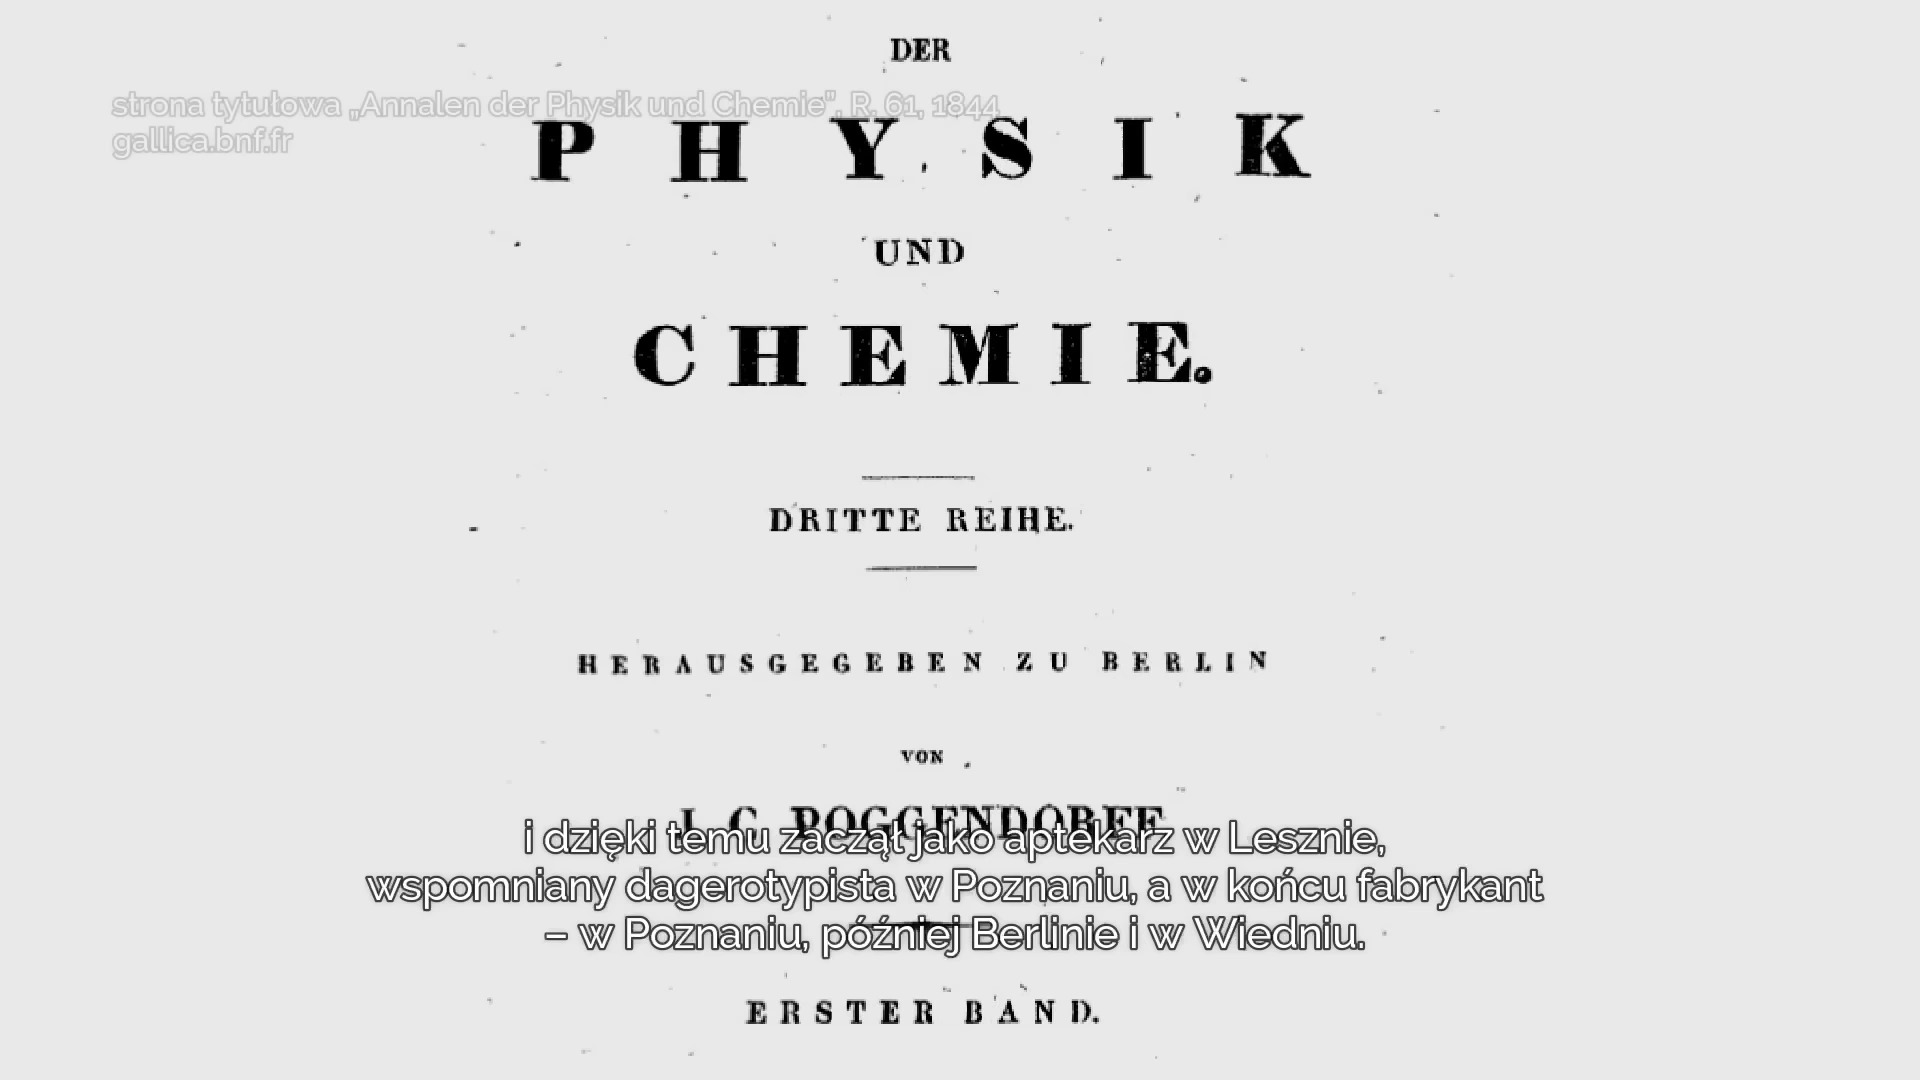 DER
strona tytułowa „Annalen der Physik und Chemie”, R. 61, 1844
gallica.bnf.fr
PHYSIK
UND
CHEMIE.
DRITTE REIHE.
HERAUSGEGEBEN ZU BERLIN
VON
J. C. POGGENDORFF
i dzięki temu zaczął jako aptekarz w Lesznie,
wspomniany dagerotypista w Poznaniu, a w końcu fabrykant
– w Poznaniu, później Berlinie i w Wiedniu.
ERSTER BAND.